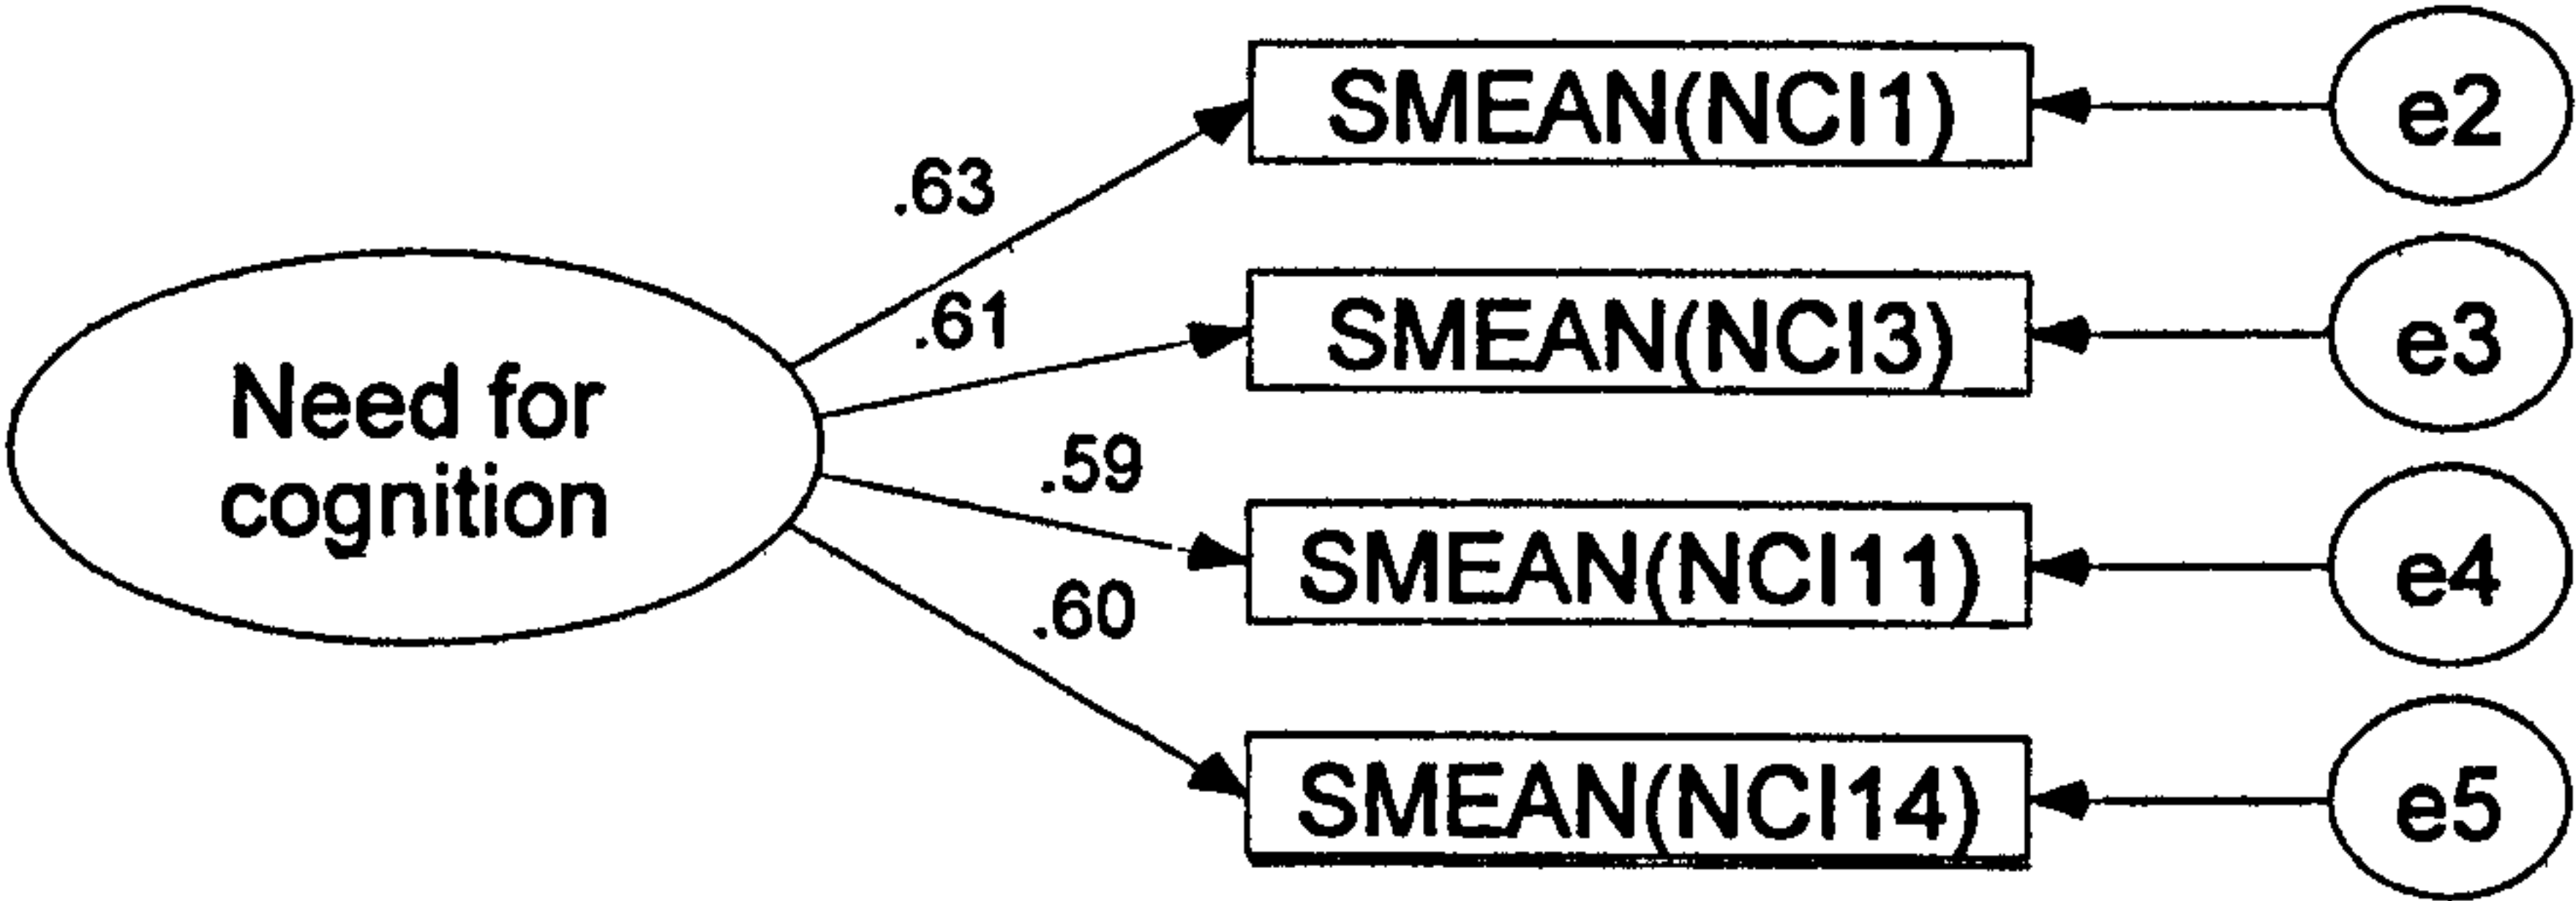 SMEAN(NCI1)
e2
.63
.61
SMEAN(NCI3)
e3
Need for
cognition
.59
SMEAN(NCI11)
e4
.60
SMEAN(NCI14)
e5